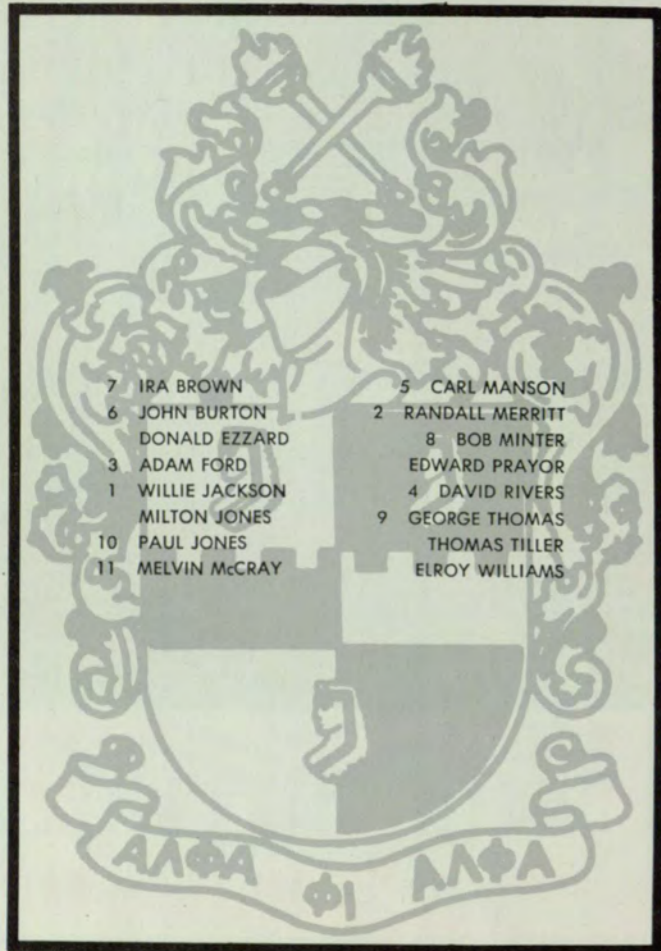 7 IRA BROWN
6 JOHN BURTON
DONALD EZZARD
3 ADAM FORD
1 WILLIE JACKSON
MILTON JONES
10 PAUL JONES
11 MELVIN McCRAY
5 CARL MANSON
2 RANDALL MERRITT
8 BOB MINTER
EDWARD PRAYOR
4 DAVID RIVERS
9 GEORGE THOMAS
THOMAS TILLER
ELROY WILLIAMS
ΑΛΦΑ ΦΙ ΑΛΦΑ